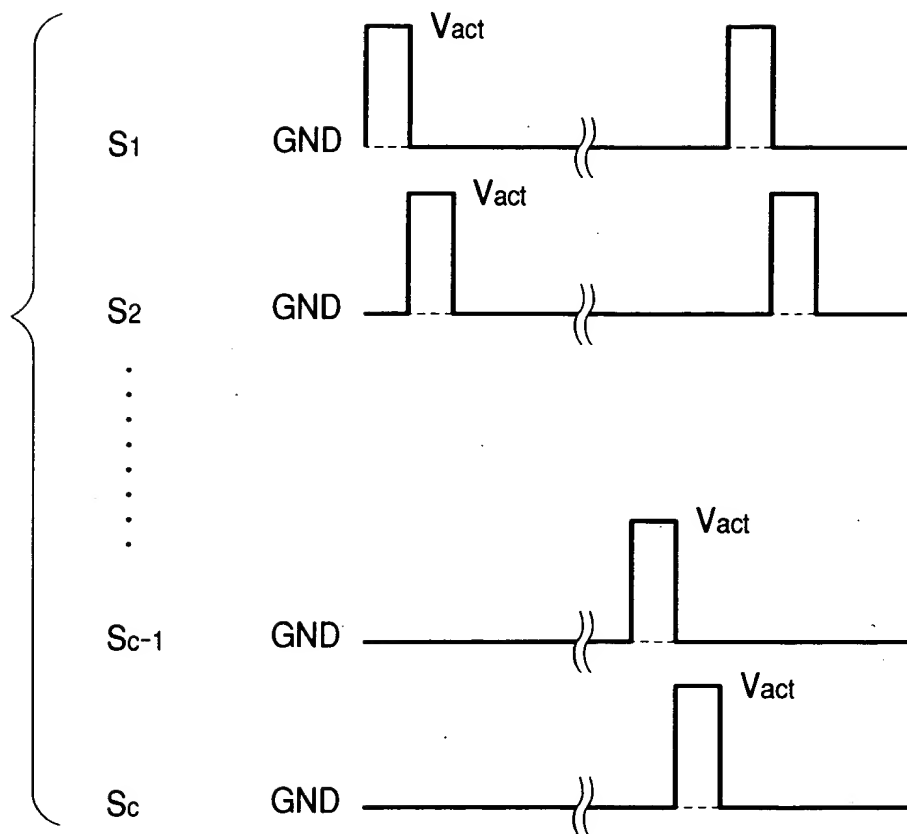 Vact
S1 GND
Vact
S2 GND
Vact
Sc-1 GND
Vact
Sc GND